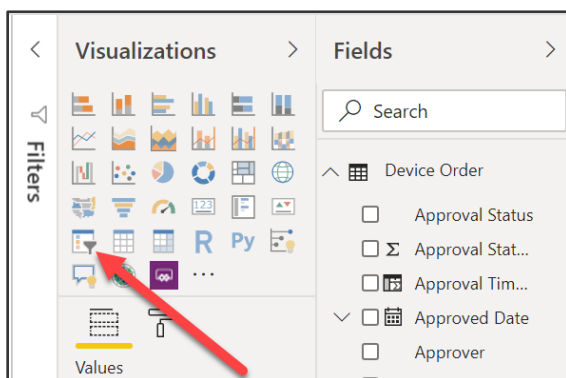 Visualizations
Fields
Filters
Search
123
R
Py
Device Order
Approval Status
Σ Approval Stat...
Approval Tim...
Approved Date
Approver
Values